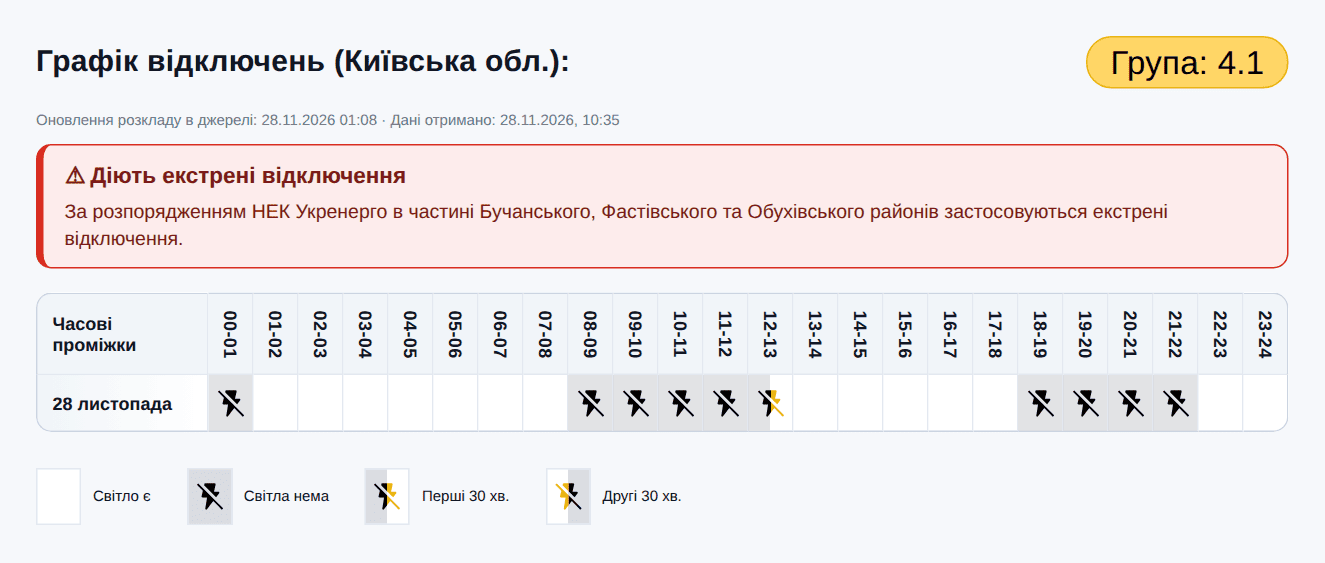 Графік відключень (Київська обл.):
Група: 4.1
Оновлення розкладу в джерелі: 28.11.2026 01:08 · Дані отримано: 28.11.2026, 10:35
⚠ Діють екстрені відключення
За розпорядженням НЕК Укренерго в частині Бучанського, Фастівського та Обухівського районів застосовуються екстрені
відключення.
Часові
проміжки
00-01
01-02
02-03
03-04
04-05
05-06
06-07
07-08
08-09
09-10
10-11
11-12
12-13
13-14
14-15
15-16
16-17
17-18
18-19
19-20
20-21
21-22
22-23
23-24
28 листопада
Світло є
Світла нема
Перші 30 хв.
Другі 30 хв.